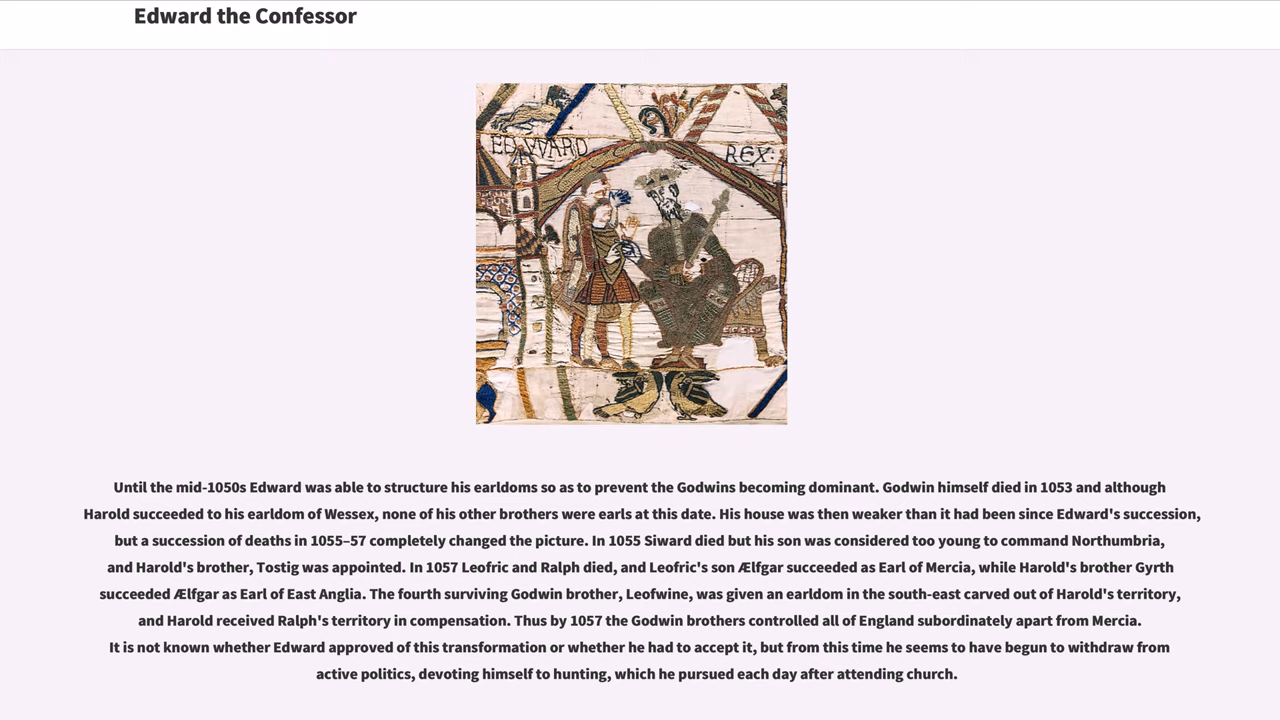 Edward the Confessor
EDVVARD REX:
Until the mid-1050s Edward was able to structure his earldoms so as to prevent the Godwins becoming dominant. Godwin himself died in 1053 and although
Harold succeeded to his earldom of Wessex, none of his other brothers were earls at this date. His house was then weaker than it had been since Edward's succession,
but a succession of deaths in 1055–57 completely changed the picture. In 1055 Siward died but his son was considered too young to command Northumbria,
and Harold's brother, Tostig was appointed. In 1057 Leofric and Ralph died, and Leofric's son Ælfgar succeeded as Earl of Mercia, while Harold's brother Gyrth
succeeded Ælfgar as Earl of East Anglia. The fourth surviving Godwin brother, Leofwine, was given an earldom in the south-east carved out of Harold's territory,
and Harold received Ralph's territory in compensation. Thus by 1057 the Godwin brothers controlled all of England subordinately apart from Mercia.
It is not known whether Edward approved of this transformation or whether he had to accept it, but from this time he seems to have begun to withdraw from
active politics, devoting himself to hunting, which he pursued each day after attending church.